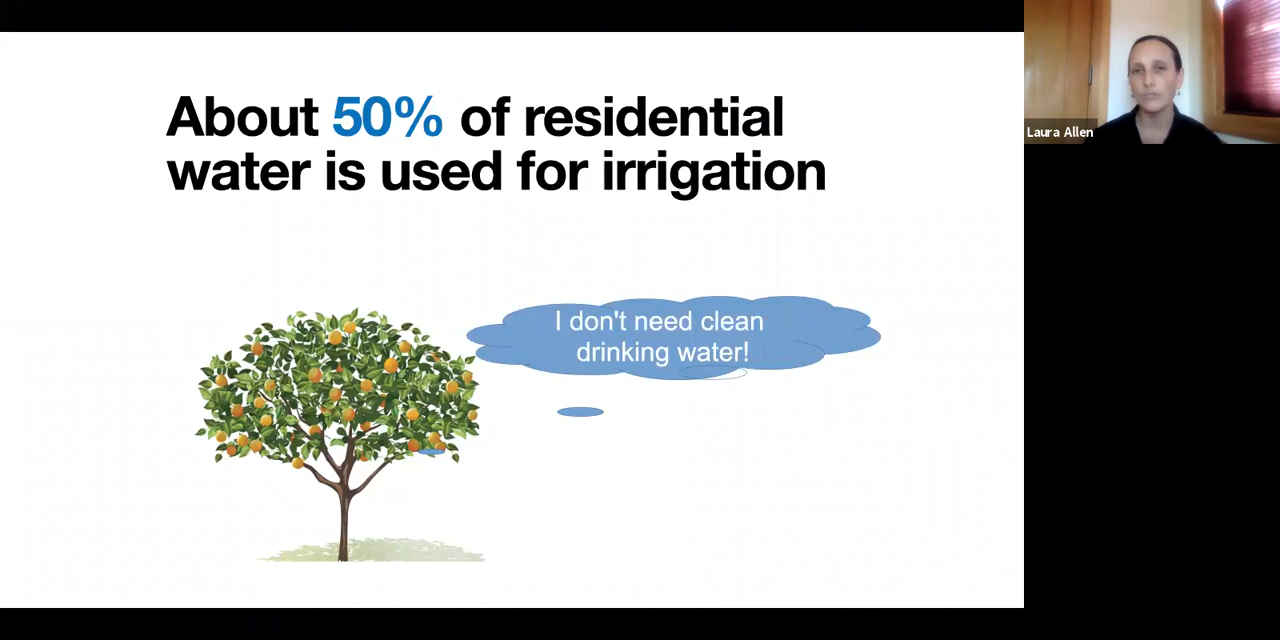 About 50% of residential
water is used for irrigation
I don't need clean
drinking water!
Laura Allen